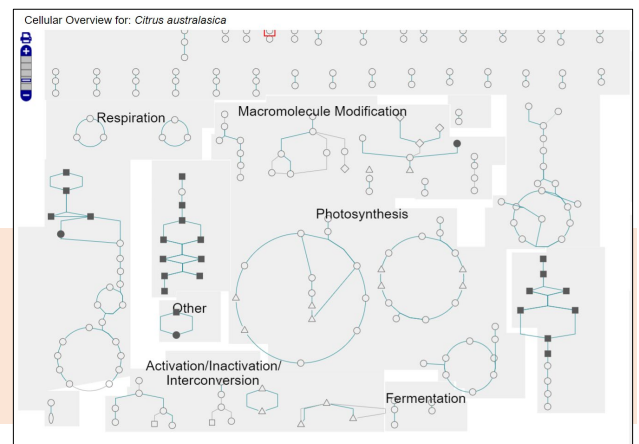 Cellular Overview for: Citrus australasica
Respiration
Macromolecule Modification
Photosynthesis
Other
Activation/Inactivation/
Interconversion
Fermentation